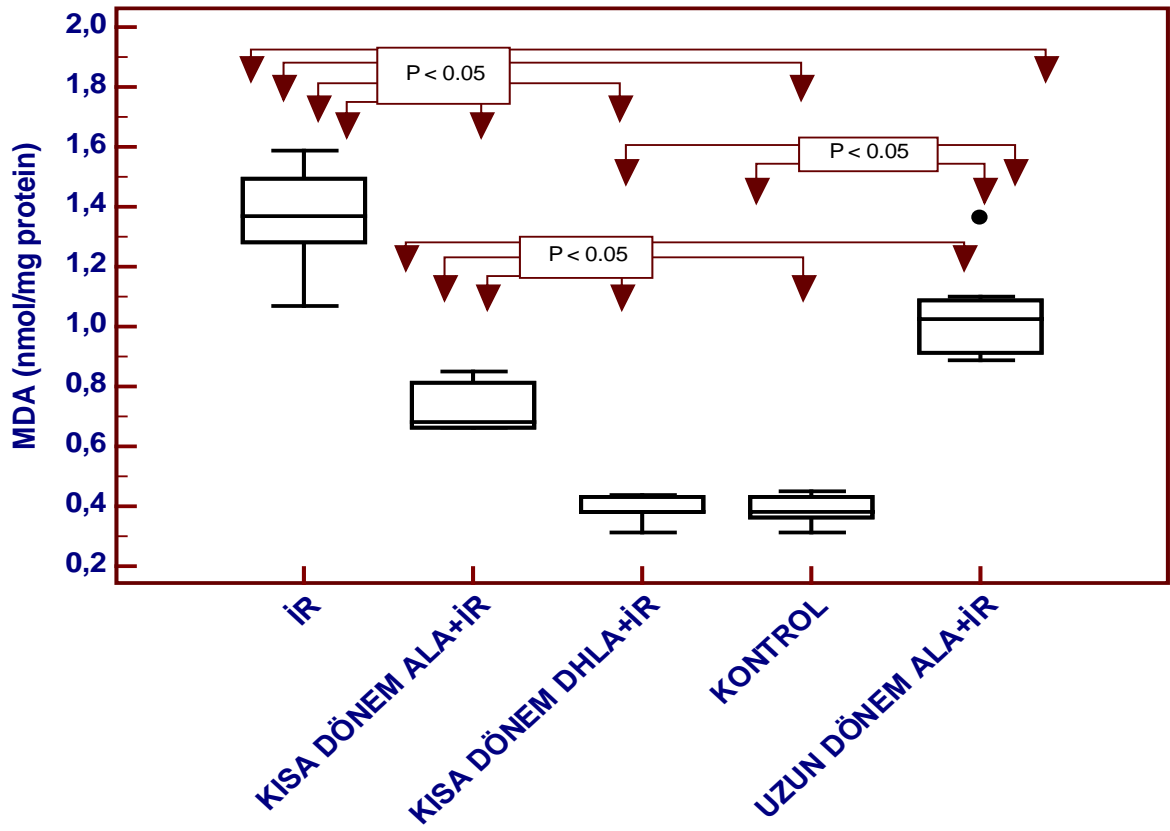 MDA (nmol/mg protein)
2,0
1,8
1,6
1,4
1,2
1,0
0,8
0,6
0,4
0,2
P < 0.05
P < 0.05
P < 0.05
İR
KISA DÖNEM ALA+İR
KISA DÖNEM DHLA+İR
KONTROL
UZUN DÖNEM ALA+İR